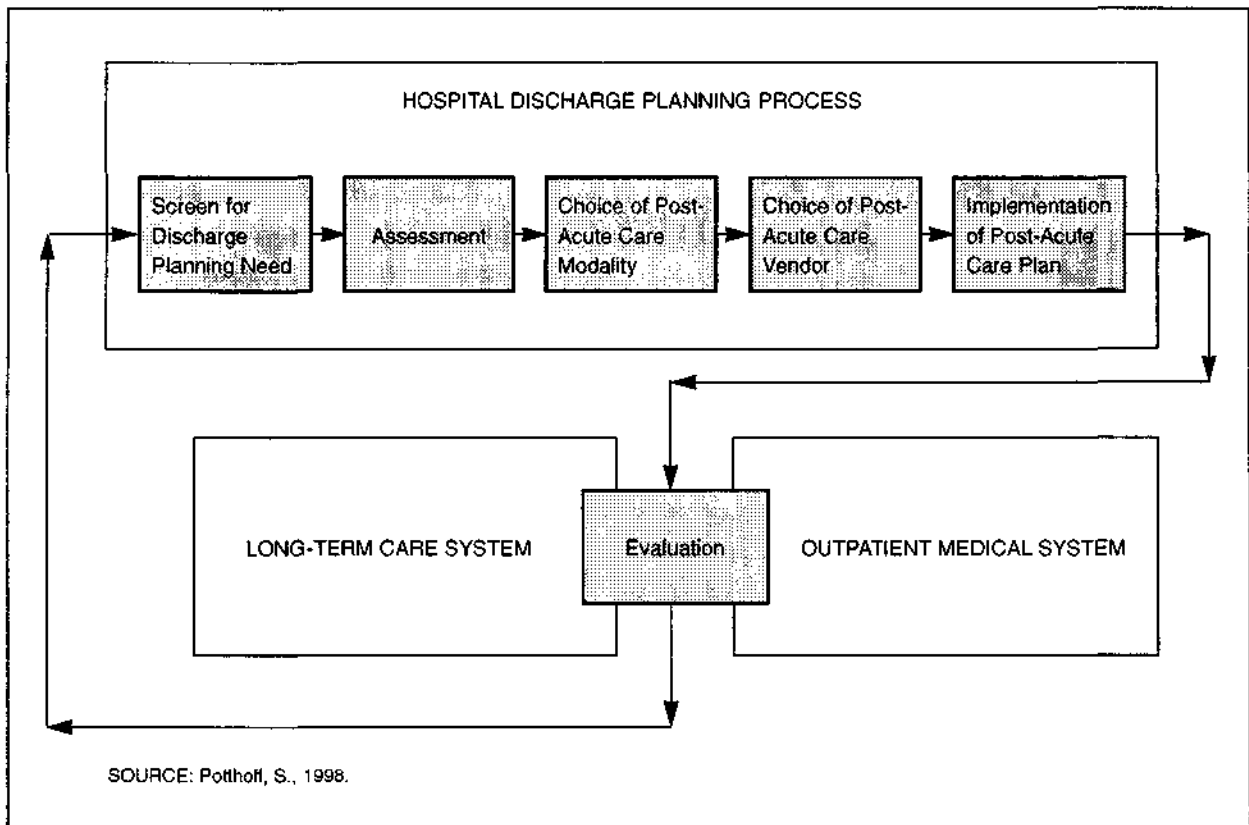 HOSPITAL DISCHARGE PLANNING PROCESS
Screen for
Discharge
Planning Need
Assessment
Choice of Post-
Acute Care
Modality
Choice of Post-
Acute Care
Vendor
Implementation
of Post-Acute
Care Plan
LONG-TERM CARE SYSTEM
Evaluation
OUTPATIENT MEDICAL SYSTEM
SOURCE: Potthoff, S., 1998.